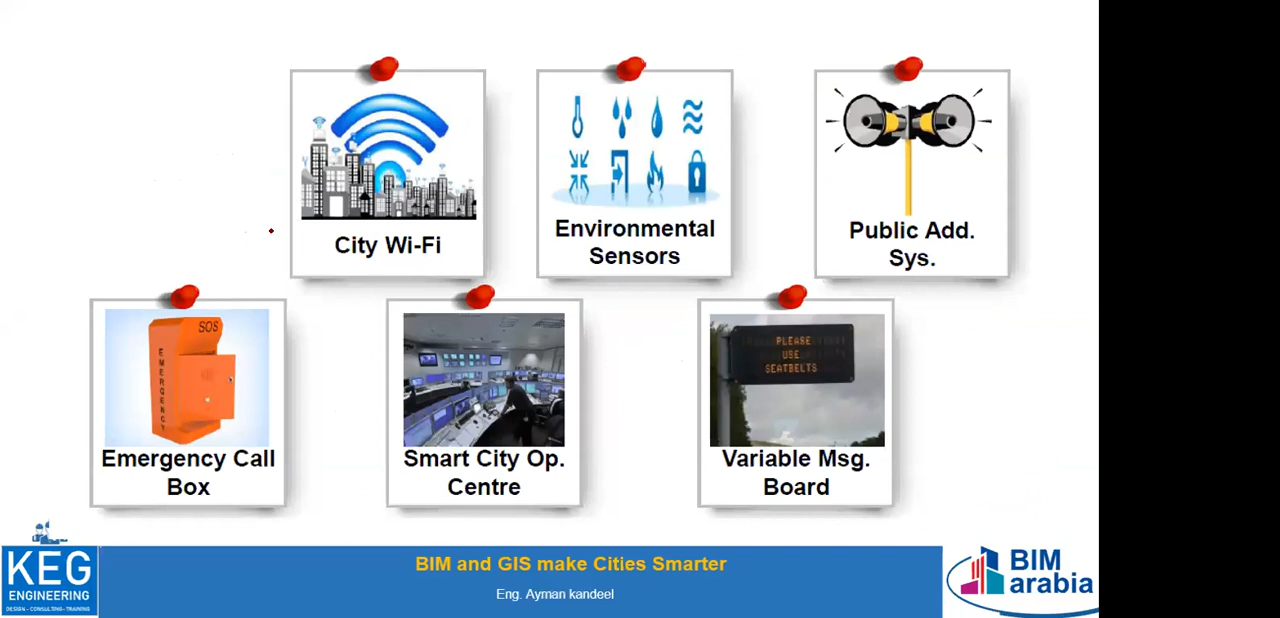 City Wi-Fi
Environmental
Sensors
Public Add.
Sys.
SOS
EMERGENCY
Emergency Call
Box
Smart City Op.
Centre
PLEASE
USE
SEATBELTS
Variable Msg.
Board
KEG
ENGINEERING
DESIGN - CONSULTING - TRAINING
BIM and GIS make Cities Smarter
Eng. Ayman kandeel
BIM
arabia